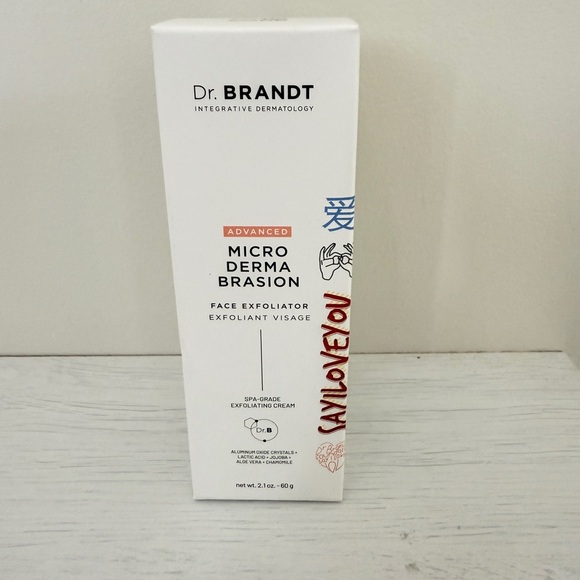 Dr. BRANDT
INTEGRATIVE DERMATOLOGY
ADVANCED
MICRO
DERMA
BRASION
FACE EXFOLIATOR
EXFOLIANT VISAGE
SPA-GRADE
EXFOLIATING CREAM
Dr.B
ALUMINUM OXIDE CRYSTALS +
LACTIC ACID + JOJOBA +
ALOE VERA + CHAMOMILE
net wt. 2.1 oz. - 60 g
爱
SAYILOVEYOU